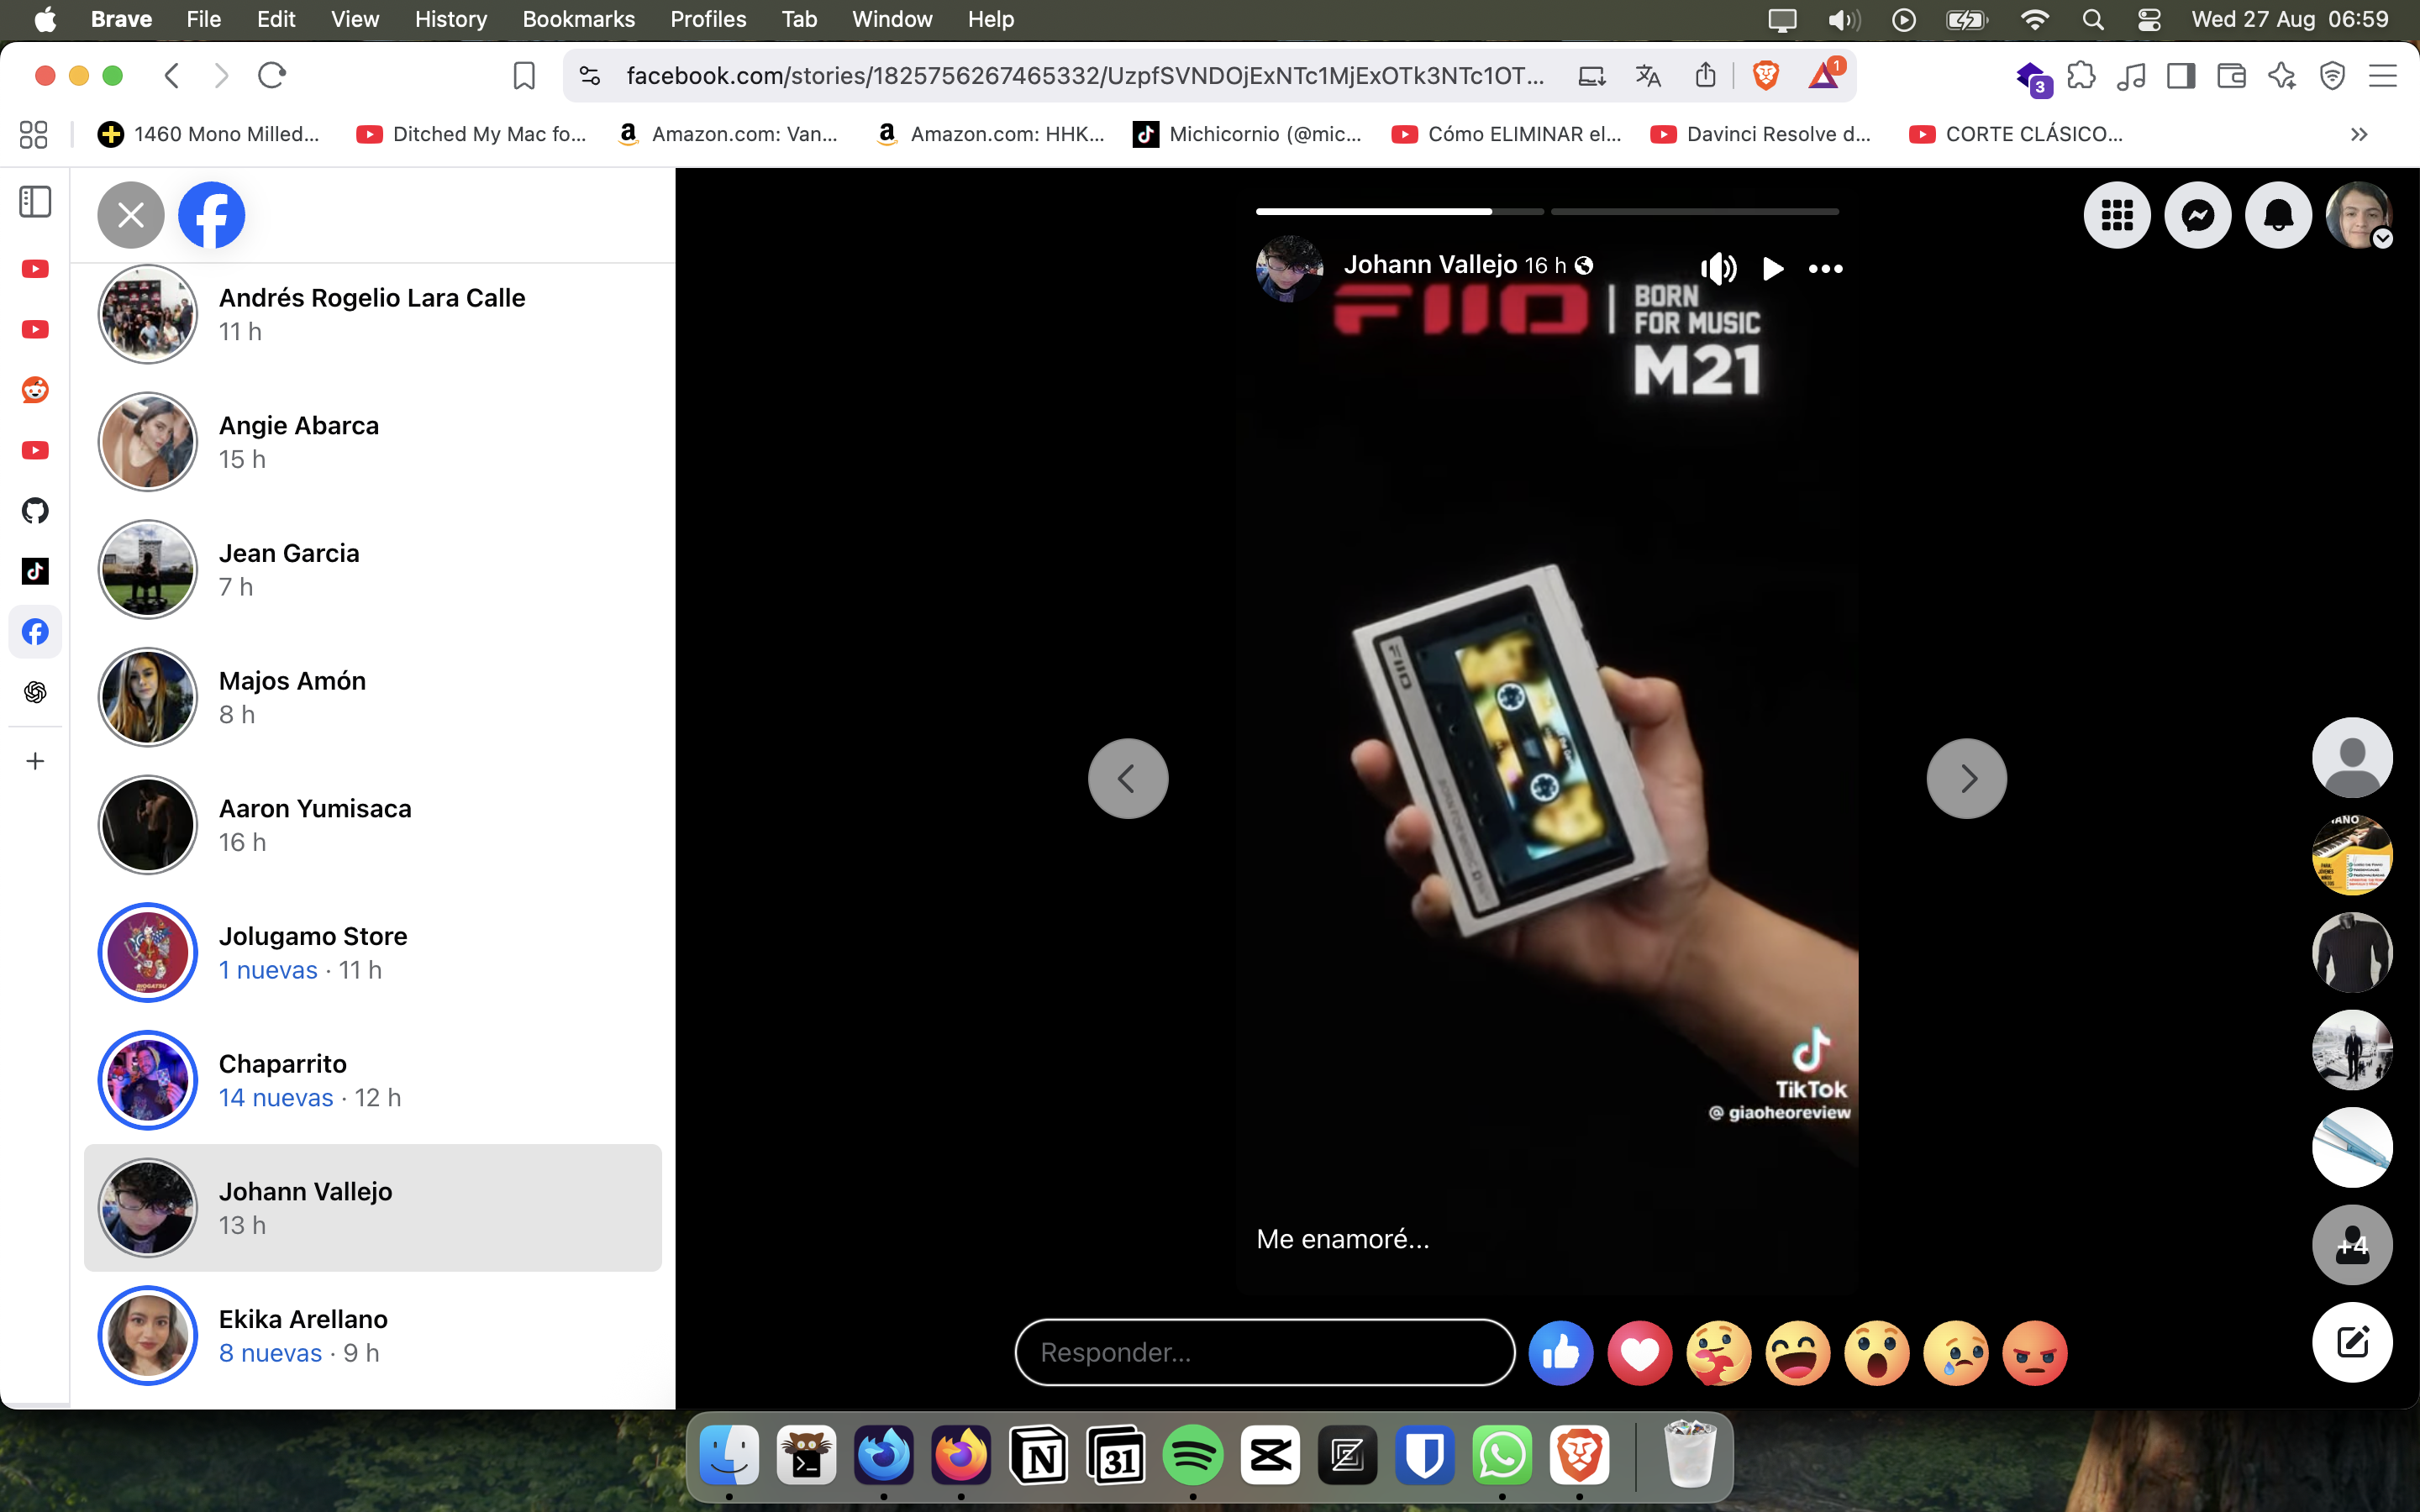 Brave File Edit View History Bookmarks Profiles Tab Window Help Wed 27 Aug 06:59
facebook.com/stories/1825756267465332/UzpfSVNDOjExNTc1MjExOTk3NTc1OT... 1 3
1460 Mono Milled... Ditched My Mac fo... Amazon.com: Van... Amazon.com: HHK... Michicornio (@mic... Cómo ELIMINAR el... Davinci Resolve d... CORTE CLÁSICO...
Andrés Rogelio Lara Calle
11 h
Angie Abarca
15 h
Jean Garcia
7 h
Majos Amón
8 h
Aaron Yumisaca
16 h
Jolugamo Store
1 nuevas · 11 h
Chaparrito
14 nuevas · 12 h
Johann Vallejo
13 h
Ekika Arellano
8 nuevas · 9 h
Johann Vallejo 16 h
FIIO | BORN
FOR MUSIC
M21
FIIO
TikTok
@ giaoheoreview
Me enamoré...
Responder...
+4
31